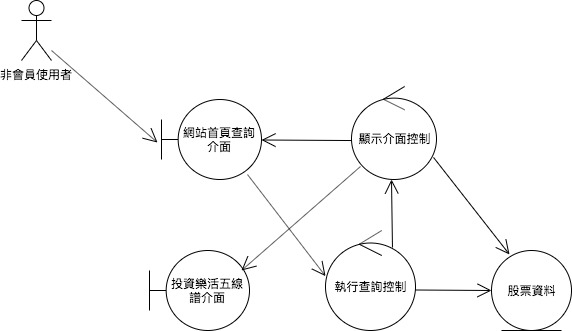 非會員使用者
網站首頁查詢
介面
顯示介面控制
投資樂活五線
譜介面
執行查詢控制
股票資料